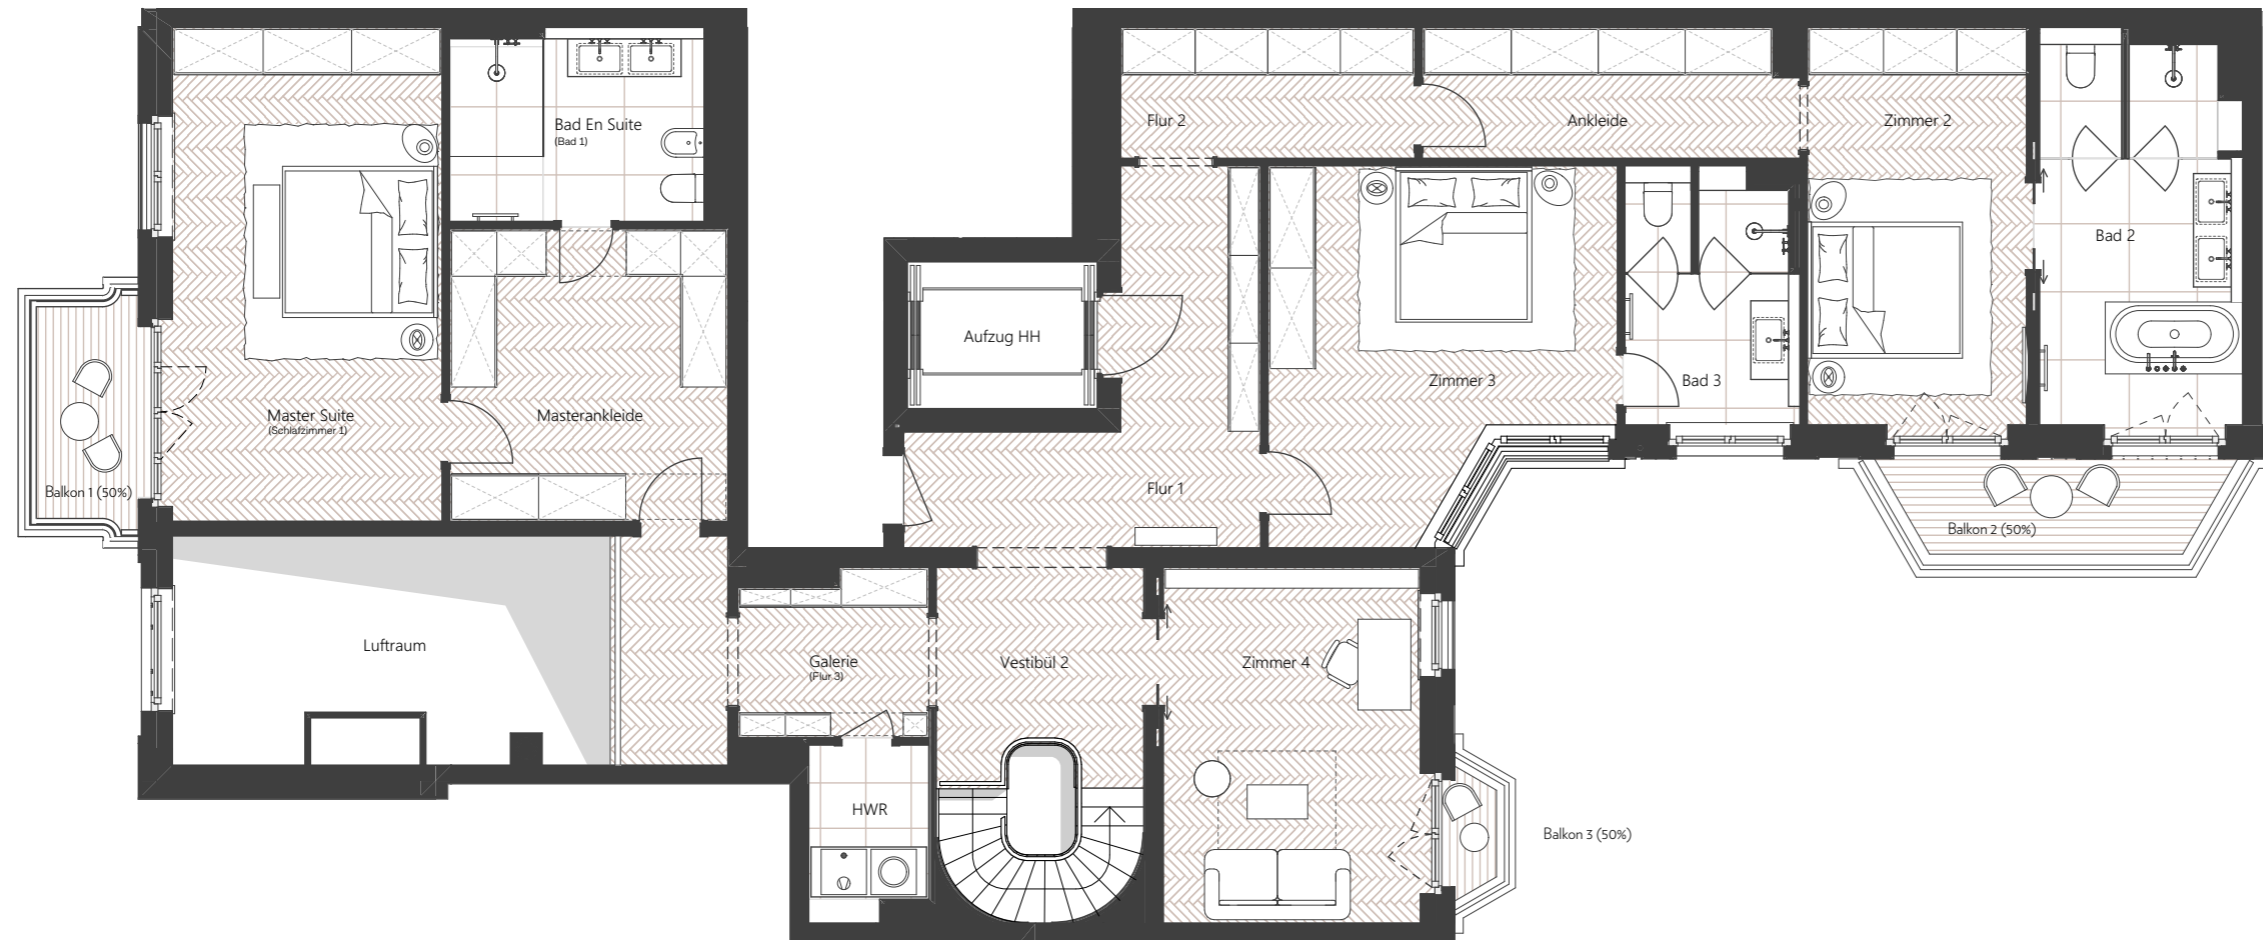 Bad En Suite
(Bad 1)
Flur 2
Ankleide
Zimmer 2
Bad 2
Aufzug HH
Zimmer 3
Bad 3
Master Suite
(Schlafzimmer 1)
Masterankleide
Balkon 1 (50%)
Flur 1
Balkon 2 (50%)
Luftraum
Galerie
(Flur 3)
Vestibül 2
Zimmer 4
HWR
Balkon 3 (50%)